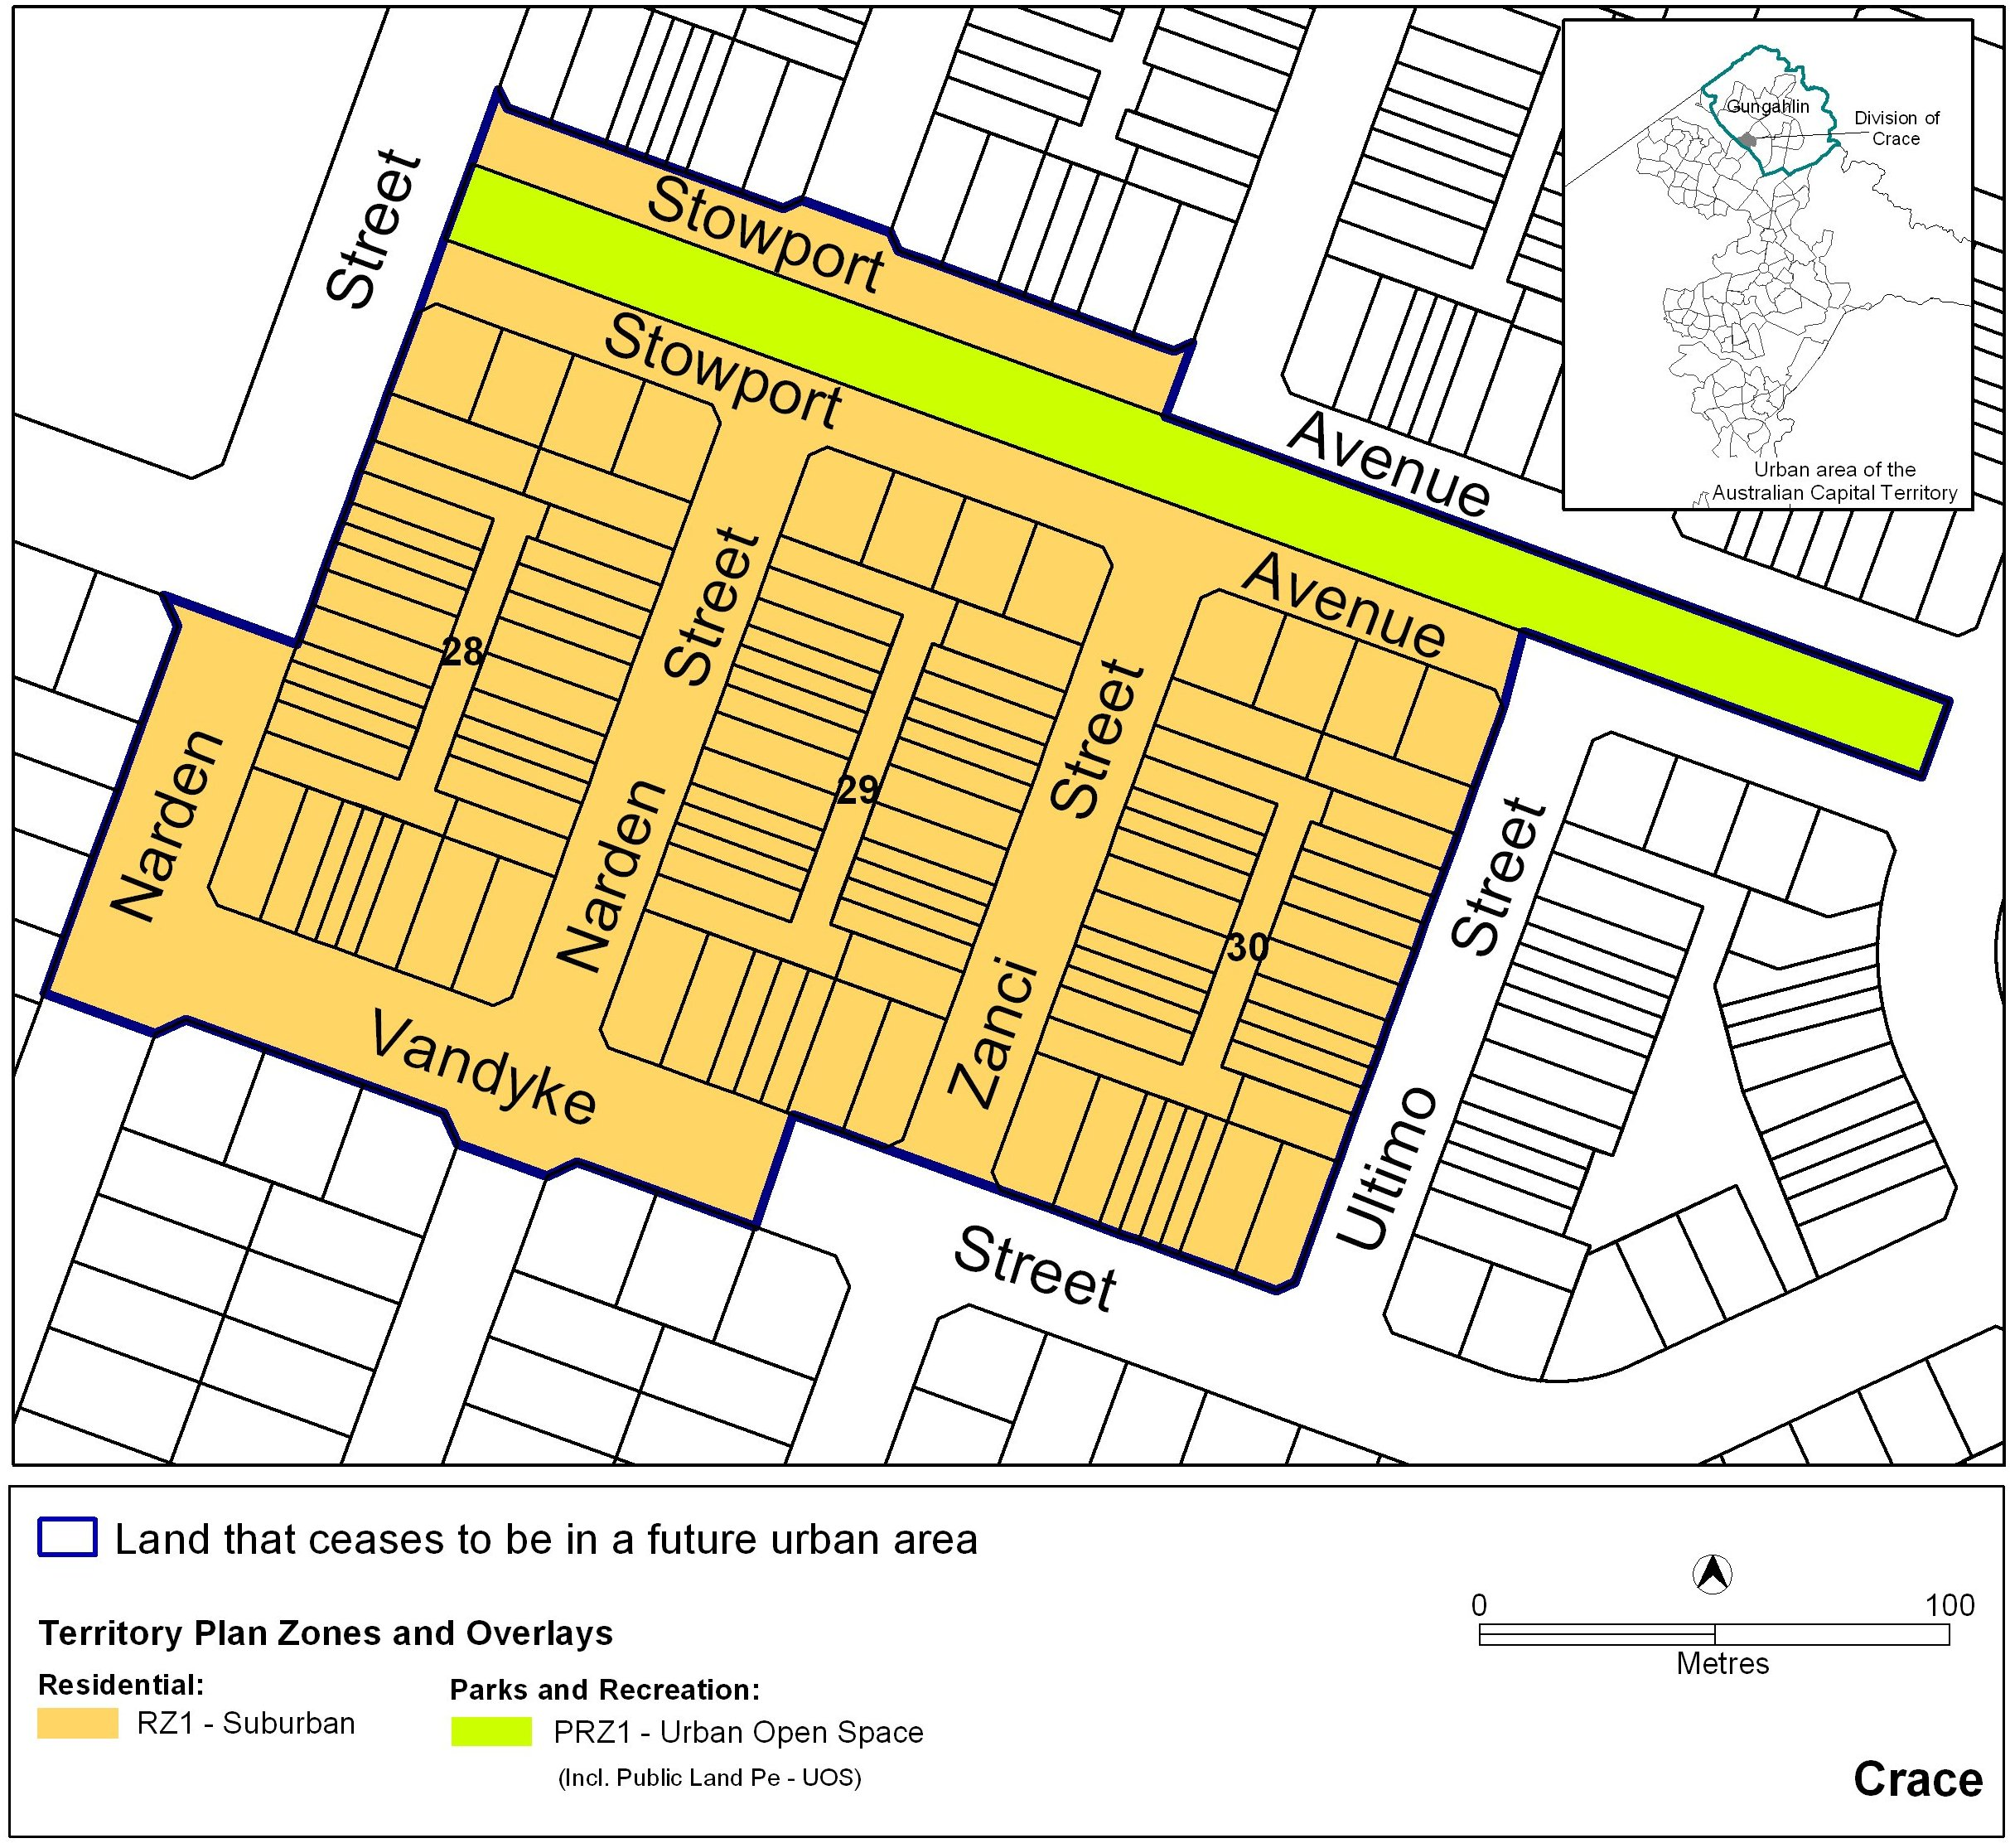 Gungahlin
Division of
Crace
Urban area of the
Australian Capital Territory
Street
Stowport
Stowport
Avenue
Avenue
Street
28
Street
29
30
Narden
Narden
Street
Zanci
Vandyke
Ultimo
Street
Land that ceases to be in a future urban area
Territory Plan Zones and Overlays
Residential:
RZ1 - Suburban
Parks and Recreation:
PRZ1 - Urban Open Space
(Incl. Public Land Pe - UOS)
0 100
Metres
Crace